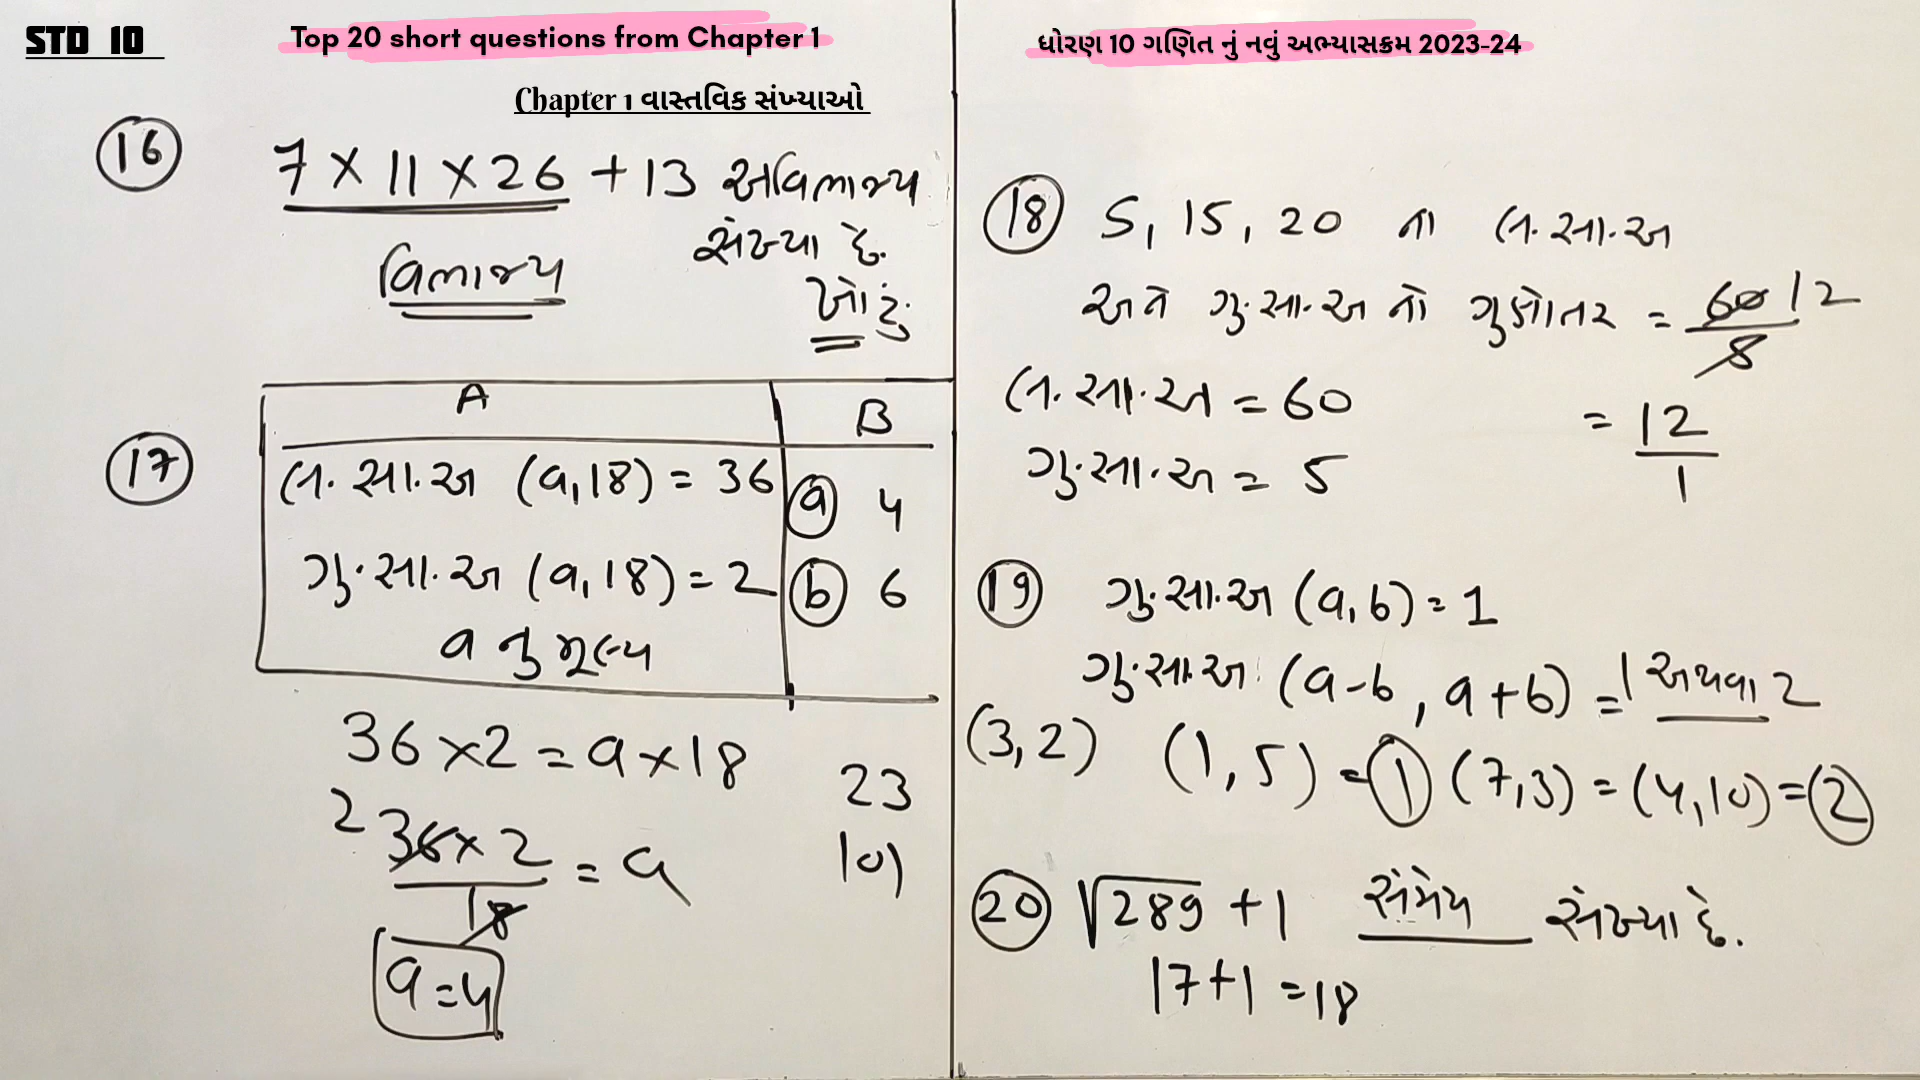 STD 10
Top 20 short questions from Chapter 1
ધોરણ 10 ગણિત નું નવું અભ્યાસક્રમ 2023-24
Chapter 1 વાસ્તવિક સંખ્યાઓ
16 7 × 11 × 26 + 13 અવિભાજ્ય
સંખ્યા છે.
વિભાજ્ય
ખોટું
17
A B
લ.સા.અ (a,18) = 36 a 4
ગુ.સા.અ (a,18) = 2 b 6
a નું મૂલ્ય
36 × 2 = a × 18
23
2 36 × 2 / 18 = a
101
a = 4
18 5, 15, 20 ના લ.સા.અ
અને ગુ.સા.અ નો ગુણોત્તર = 60 12 / 5
લ.સા.અ = 60
= 12 / 1
ગુ.સા.અ = 5
19 ગુ.સા.અ (a,b) = 1
ગુ.સા.અ (a-b, a+b) = 1 અથવા 2
(3,2) (1,5) = 1 (7,3) = (4,10) = 2
20 √289 + 1 સંમેય સંખ્યા છે.
17+1 = 18